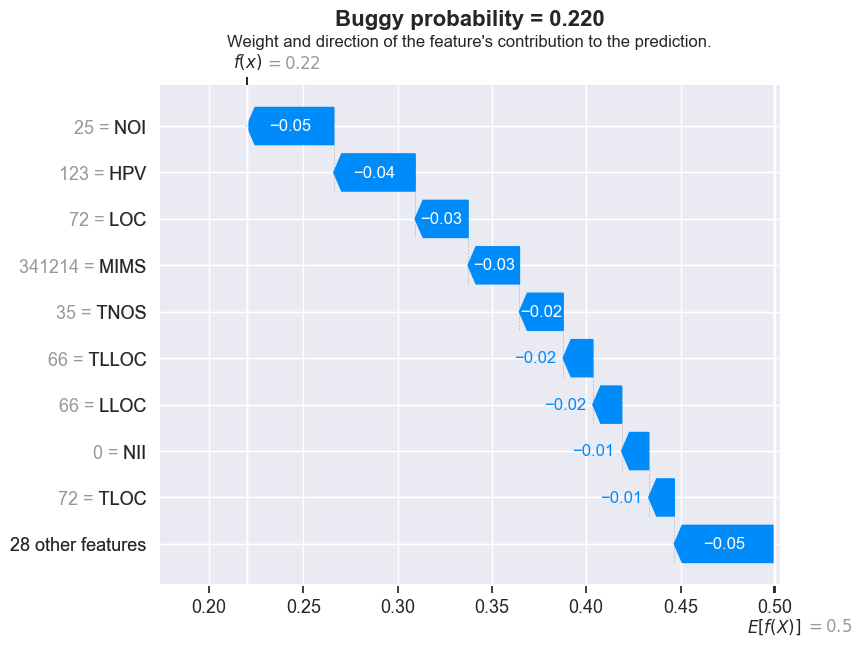 Buggy probability = 0.220
Weight and direction of the feature's contribution to the prediction.
f(x) = 0.22
25 = NOI −0.05
123 = HPV −0.04
72 = LOC −0.03
341214 = MIMS −0.03
35 = TNOS −0.02
66 = TLLOC −0.02
66 = LLOC −0.02
0 = NII −0.01
72 = TLOC −0.01
28 other features −0.05
0.20 0.25 0.30 0.35 0.40 0.45 0.50
E[f(X)] = 0.5